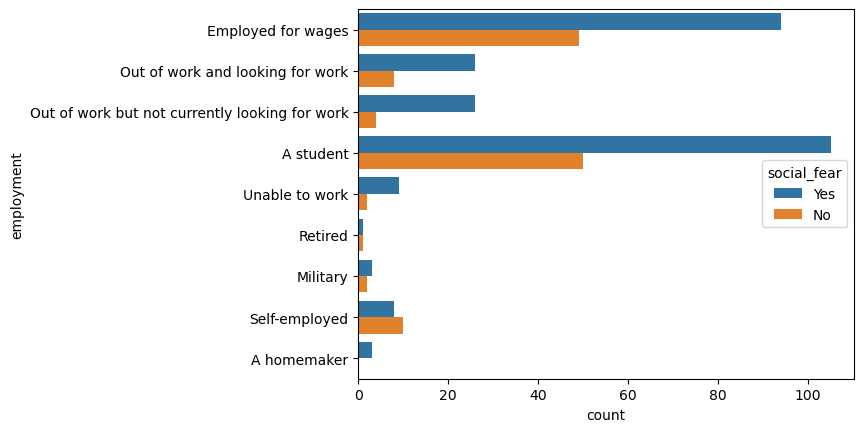 employment
Employed for wages
Out of work and looking for work
Out of work but not currently looking for work
A student
Unable to work
Retired
Military
Self-employed
A homemaker
social_fear
Yes
No
0 20 40 60 80 100
count